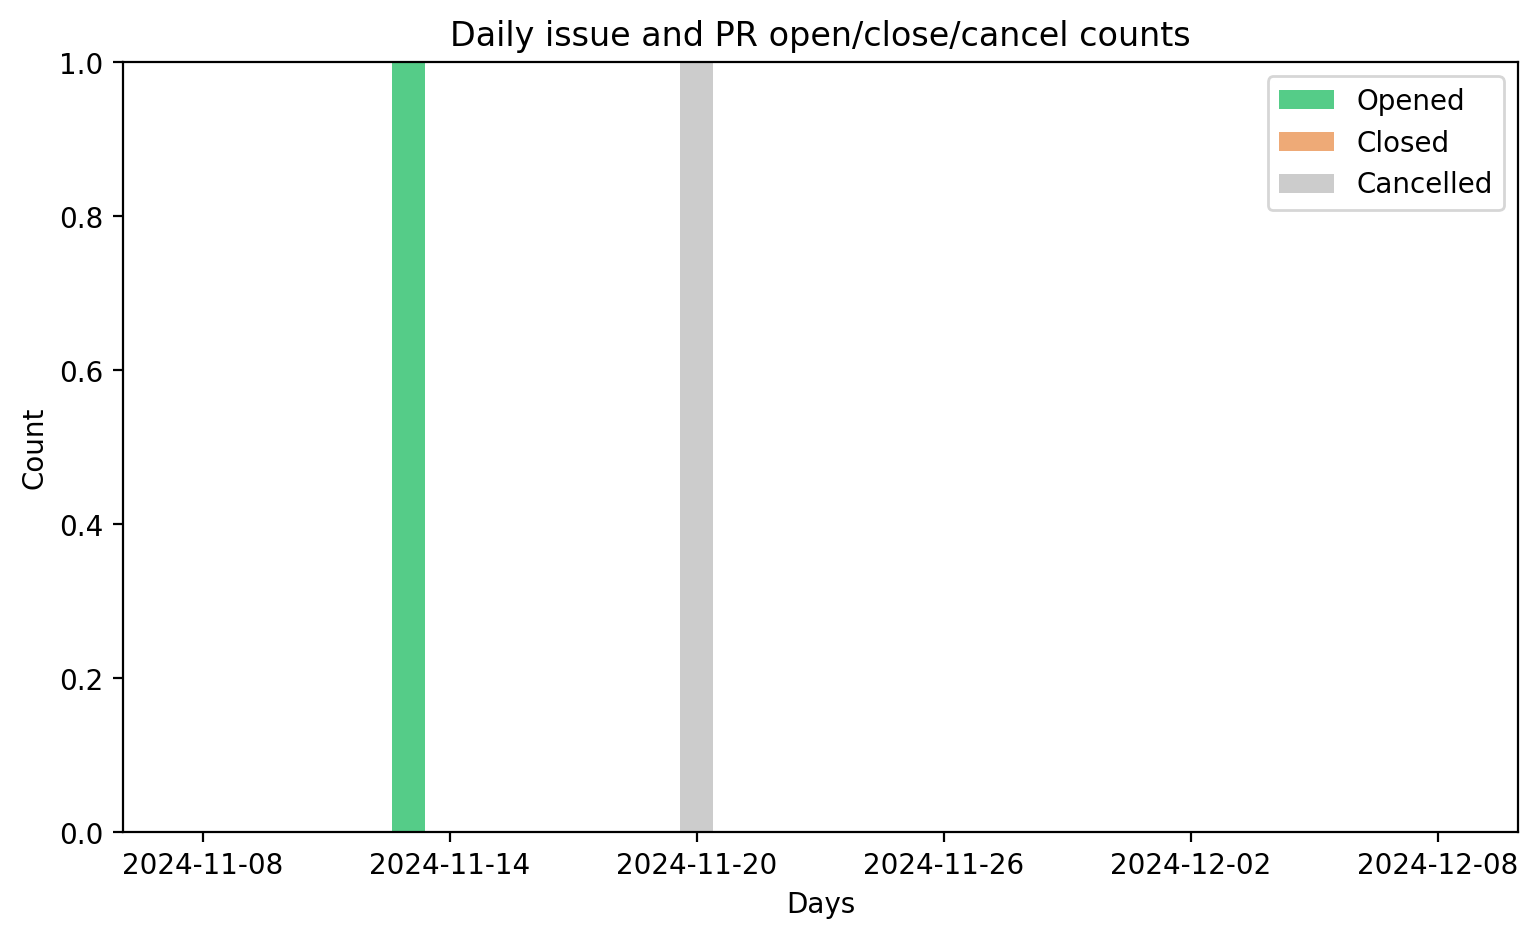 Daily issue and PR open/close/cancel counts
1.0
0.8
0.6
0.4
0.2
0.0
Count
Opened
Closed
Cancelled
2024-11-08 2024-11-14 2024-11-20 2024-11-26 2024-12-02 2024-12-08
Days